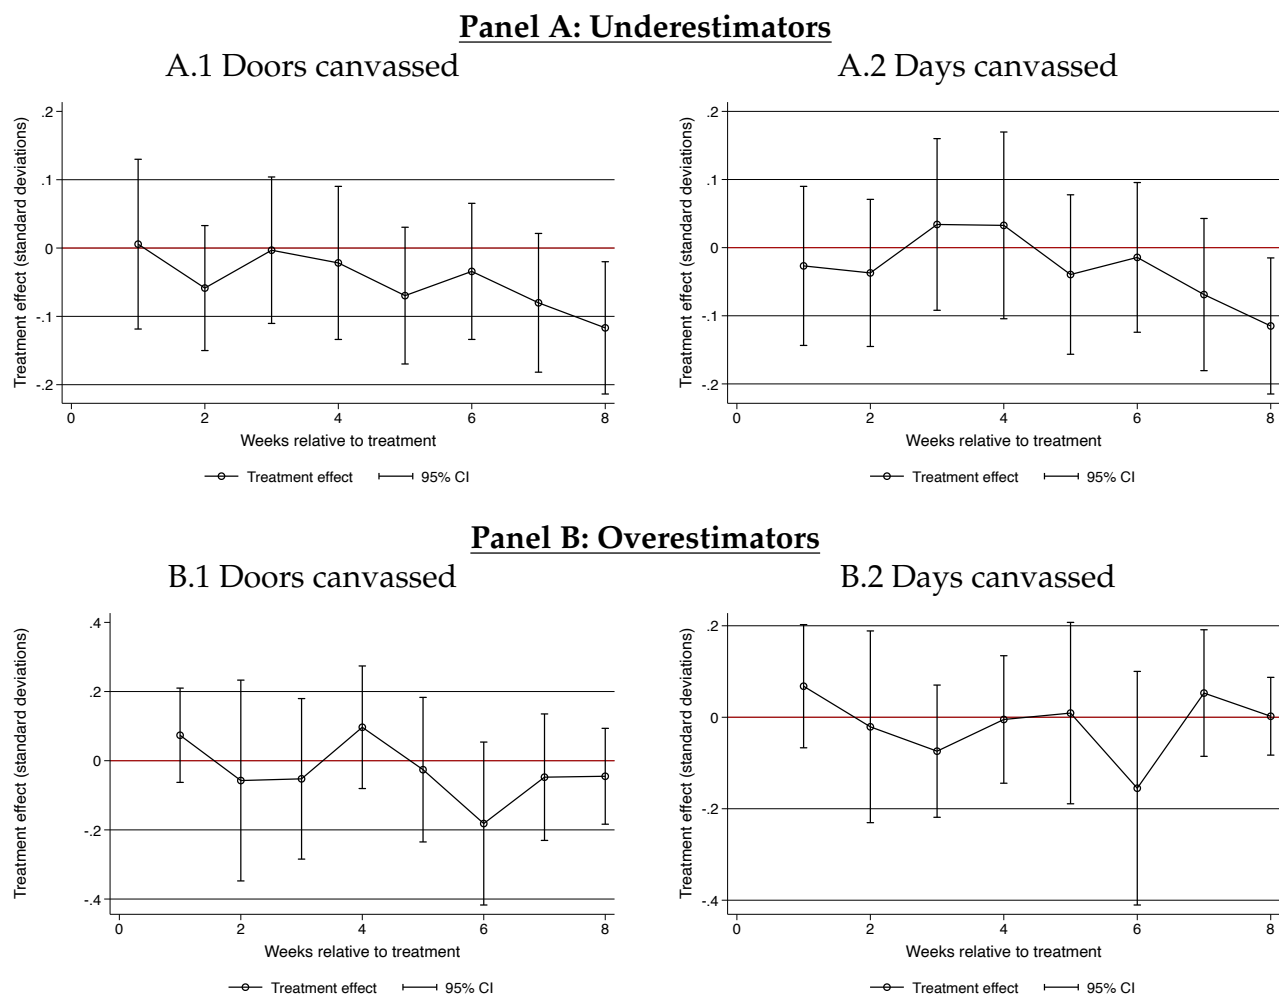 Panel A: Underestimators
A.1 Doors canvassed
Treatment effect (standard deviations)
.2
.1
0
-.1
-.2
0 2 4 6 8
Weeks relative to treatment
Treatment effect 95% CI
A.2 Days canvassed
Treatment effect (standard deviations)
.2
.1
0
-.1
-.2
0 2 4 6 8
Weeks relative to treatment
Treatment effect 95% CI
Panel B: Overestimators
B.1 Doors canvassed
Treatment effect (standard deviations)
.4
.2
0
-.2
-.4
0 2 4 6 8
Weeks relative to treatment
Treatment effect 95% CI
B.2 Days canvassed
Treatment effect (standard deviations)
.2
0
-.2
-.4
0 2 4 6 8
Weeks relative to treatment
Treatment effect 95% CI